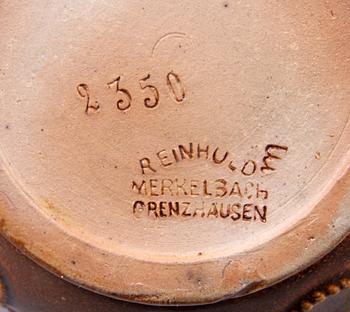 2350
REINHOLD M
MERKELBACH
GRENZHAUSEN